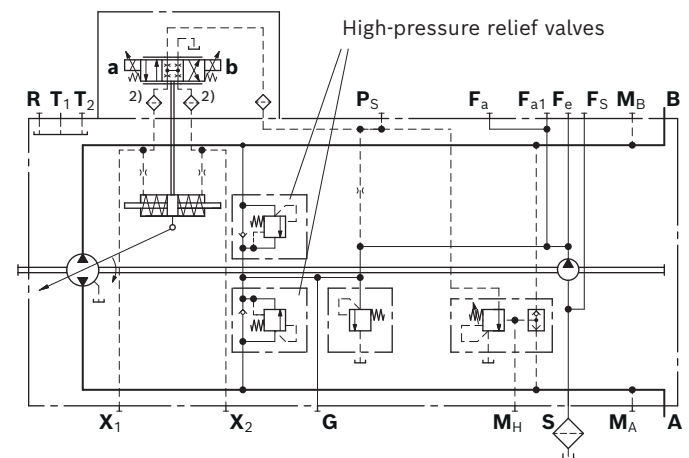 High-pressure relief valves
a b
2) 2)
R T1 T2 PS Fa Fa1 Fe FS MB B
X1 X2 G MH S MA A